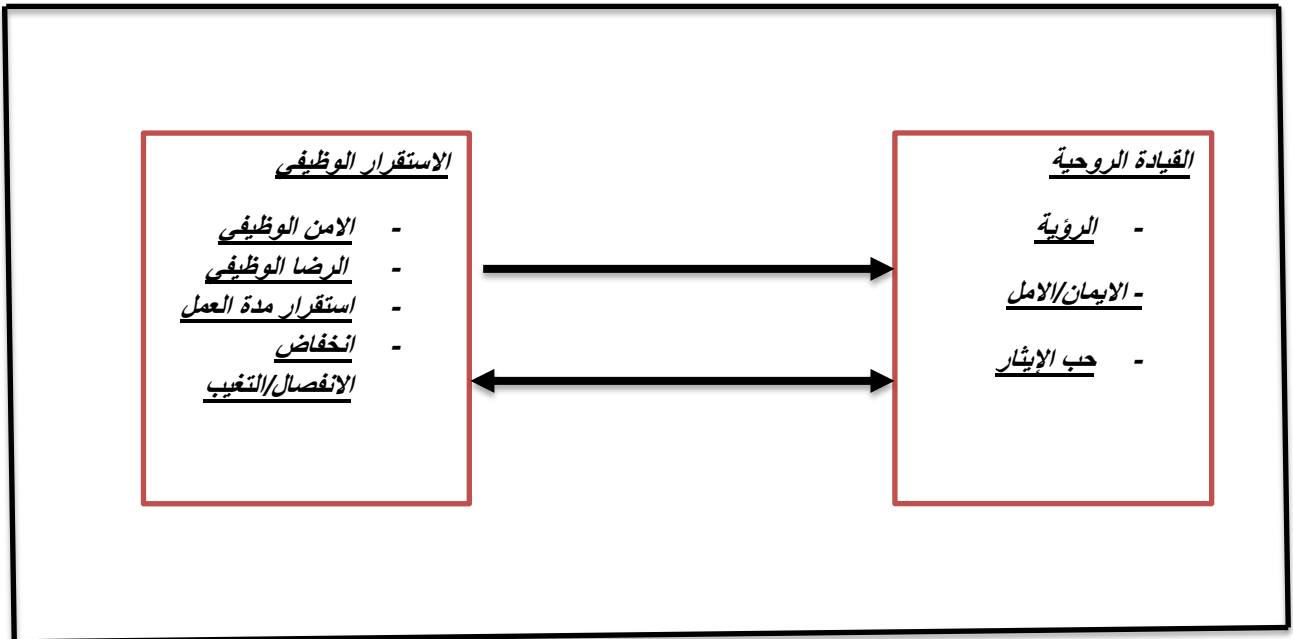 القيادة الروحية
- الرؤية
- الايمان/الامل
- حب الإيثار
الاستقرار الوظيفي
- الامن الوظيفي
- الرضا الوظيفي
- استقرار مدة العمل
- انخفاض
الانفصال/التغيب